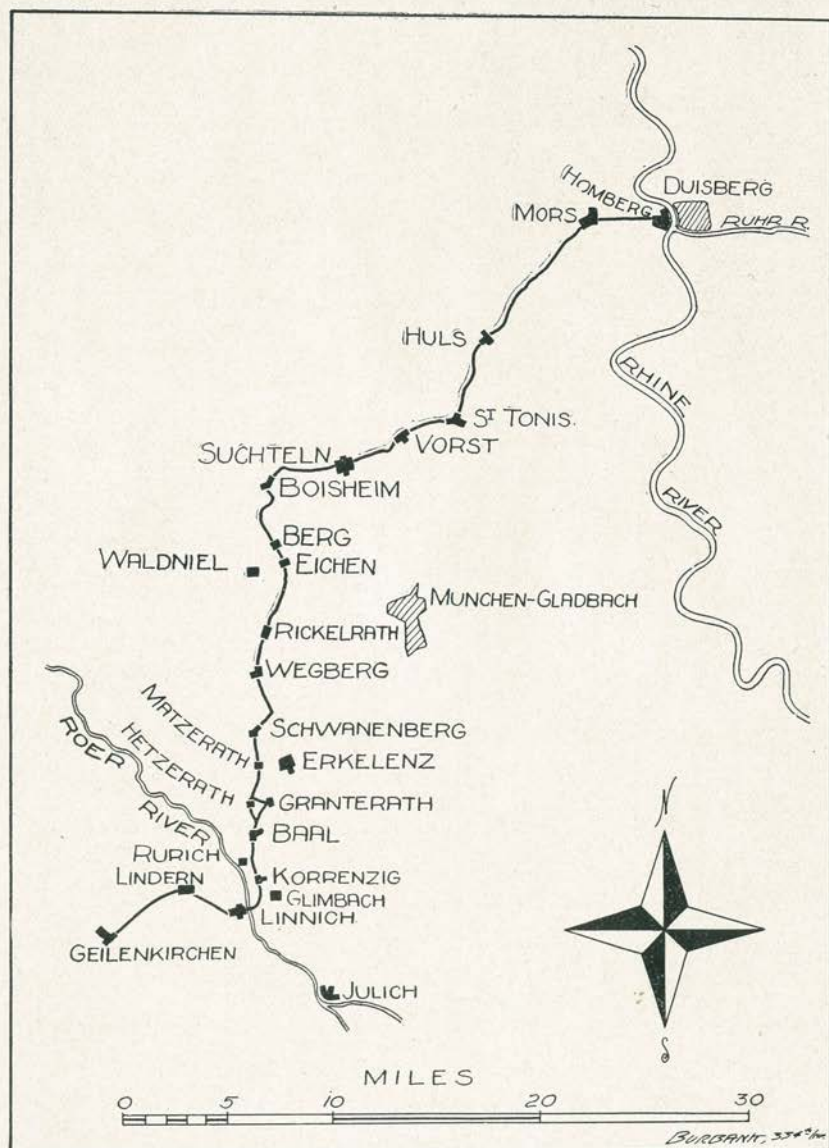 DUISBERG
(HOMBERG
(MORS
RUHR R.
(HULS
RHINE
RIVER
ST TONIS.
VORST
SUCHTELN
BOISHEIM
BERG
WALDNIEL
EICHEN
MUNCHEN-GLADBACH
RICKELRATH
WEGBERG
MATZERATH
SCHWANENBERG
HETZERATH
ERKELENZ
ROER
RIVER
GRANTERATH
BAAL
RURICH
LINDERN
KORRENZIG
GLIMBACH
LINNICH
GEILENKIRCHEN
JULICH
N
S
MILES
0 5 10 20 30
BURBANK.